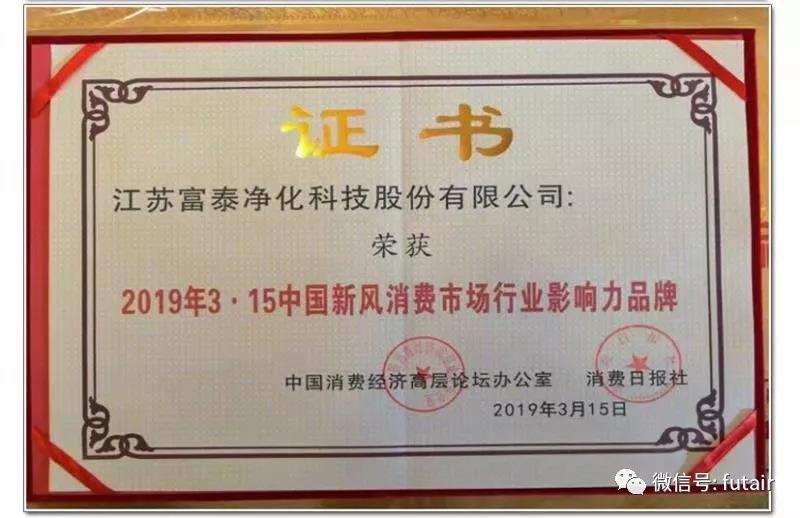 证书
江苏富泰净化科技股份有限公司:
荣获
2019年3·15中国新风消费市场行业影响力品牌
中国消费经济高层论坛办公室 消费日报社
2019年3月15日
微信号: futair